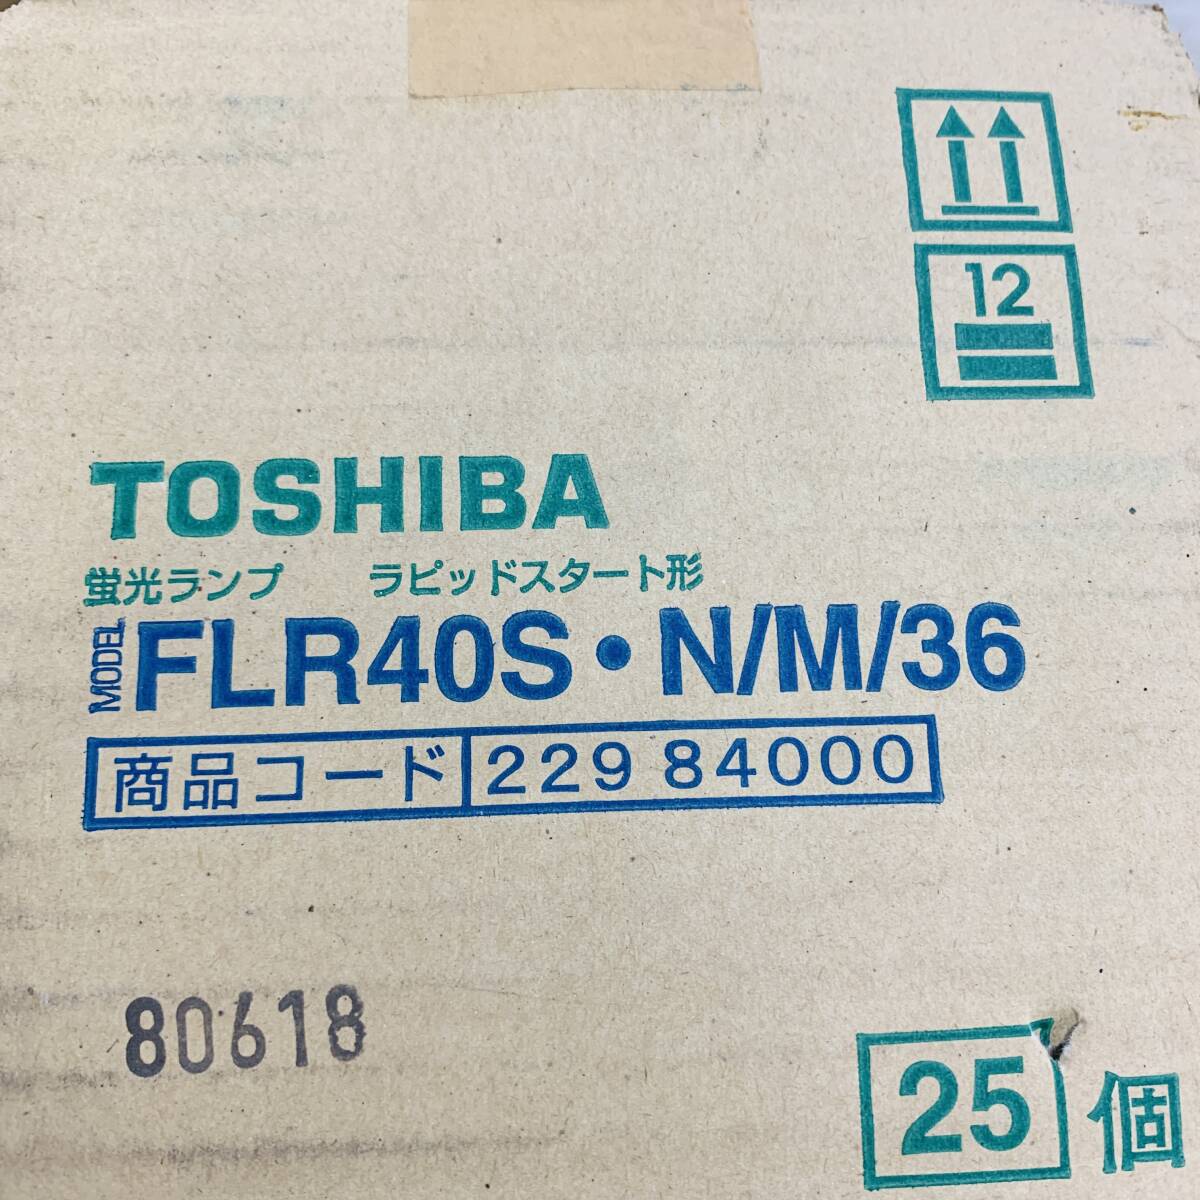 12
TOSHIBA
蛍光ランプ ラピッドスタート形
MODEL FLR40S・N/M/36
商品コード 229 84000
80618
25 個